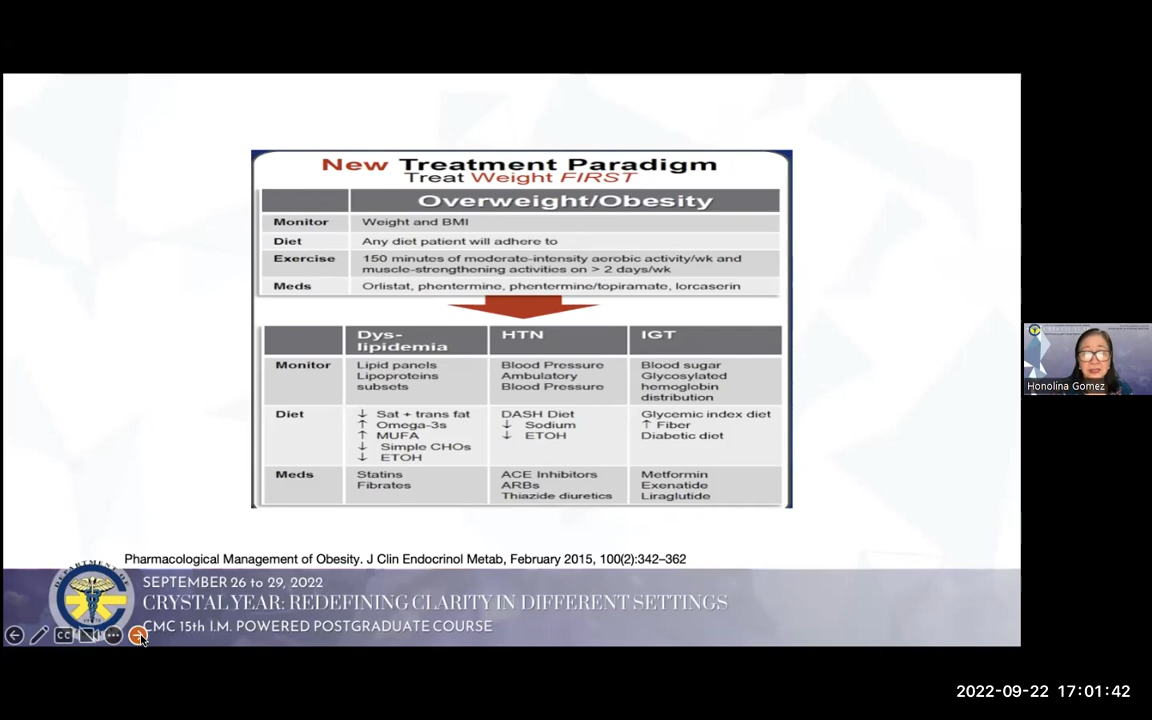 New Treatment Paradigm
Treat Weight FIRST
Overweight/Obesity
Monitor Weight and BMI
Diet Any diet patient will adhere to
Exercise 150 minutes of moderate-intensity aerobic activity/wk and
muscle-strengthening activities on > 2 days/wk
Meds Orlistat, phentermine, phentermine/topiramate, lorcaserin
Dys- HTN IGT
lipidemia
Monitor Lipid panels Blood Pressure Blood sugar
Lipoproteins Ambulatory Glycosylated
subsets Blood Pressure hemoglobin
distribution
Diet ↓ Sat + trans fat DASH Diet Glycemic index diet
↑ Omega-3s ↓ Sodium ↑ Fiber
↑ MUFA ↓ ETOH Diabetic diet
↓ Simple CHOs
↓ ETOH
Meds Statins ACE Inhibitors Metformin
Fibrates ARBs Exenatide
Thiazide diuretics Liraglutide
Pharmacological Management of Obesity. J Clin Endocrinol Metab, February 2015, 100(2):342–362
DEPARTMENT OF
SEPTEMBER 26 to 29, 2022
CRYSTAL YEAR: REDEFINING CLARITY IN DIFFERENT SETTINGS
CMC 15th I.M. POWERED POSTGRADUATE COURSE
CC
Honolina Gomez
2022-09-22 17:01:42